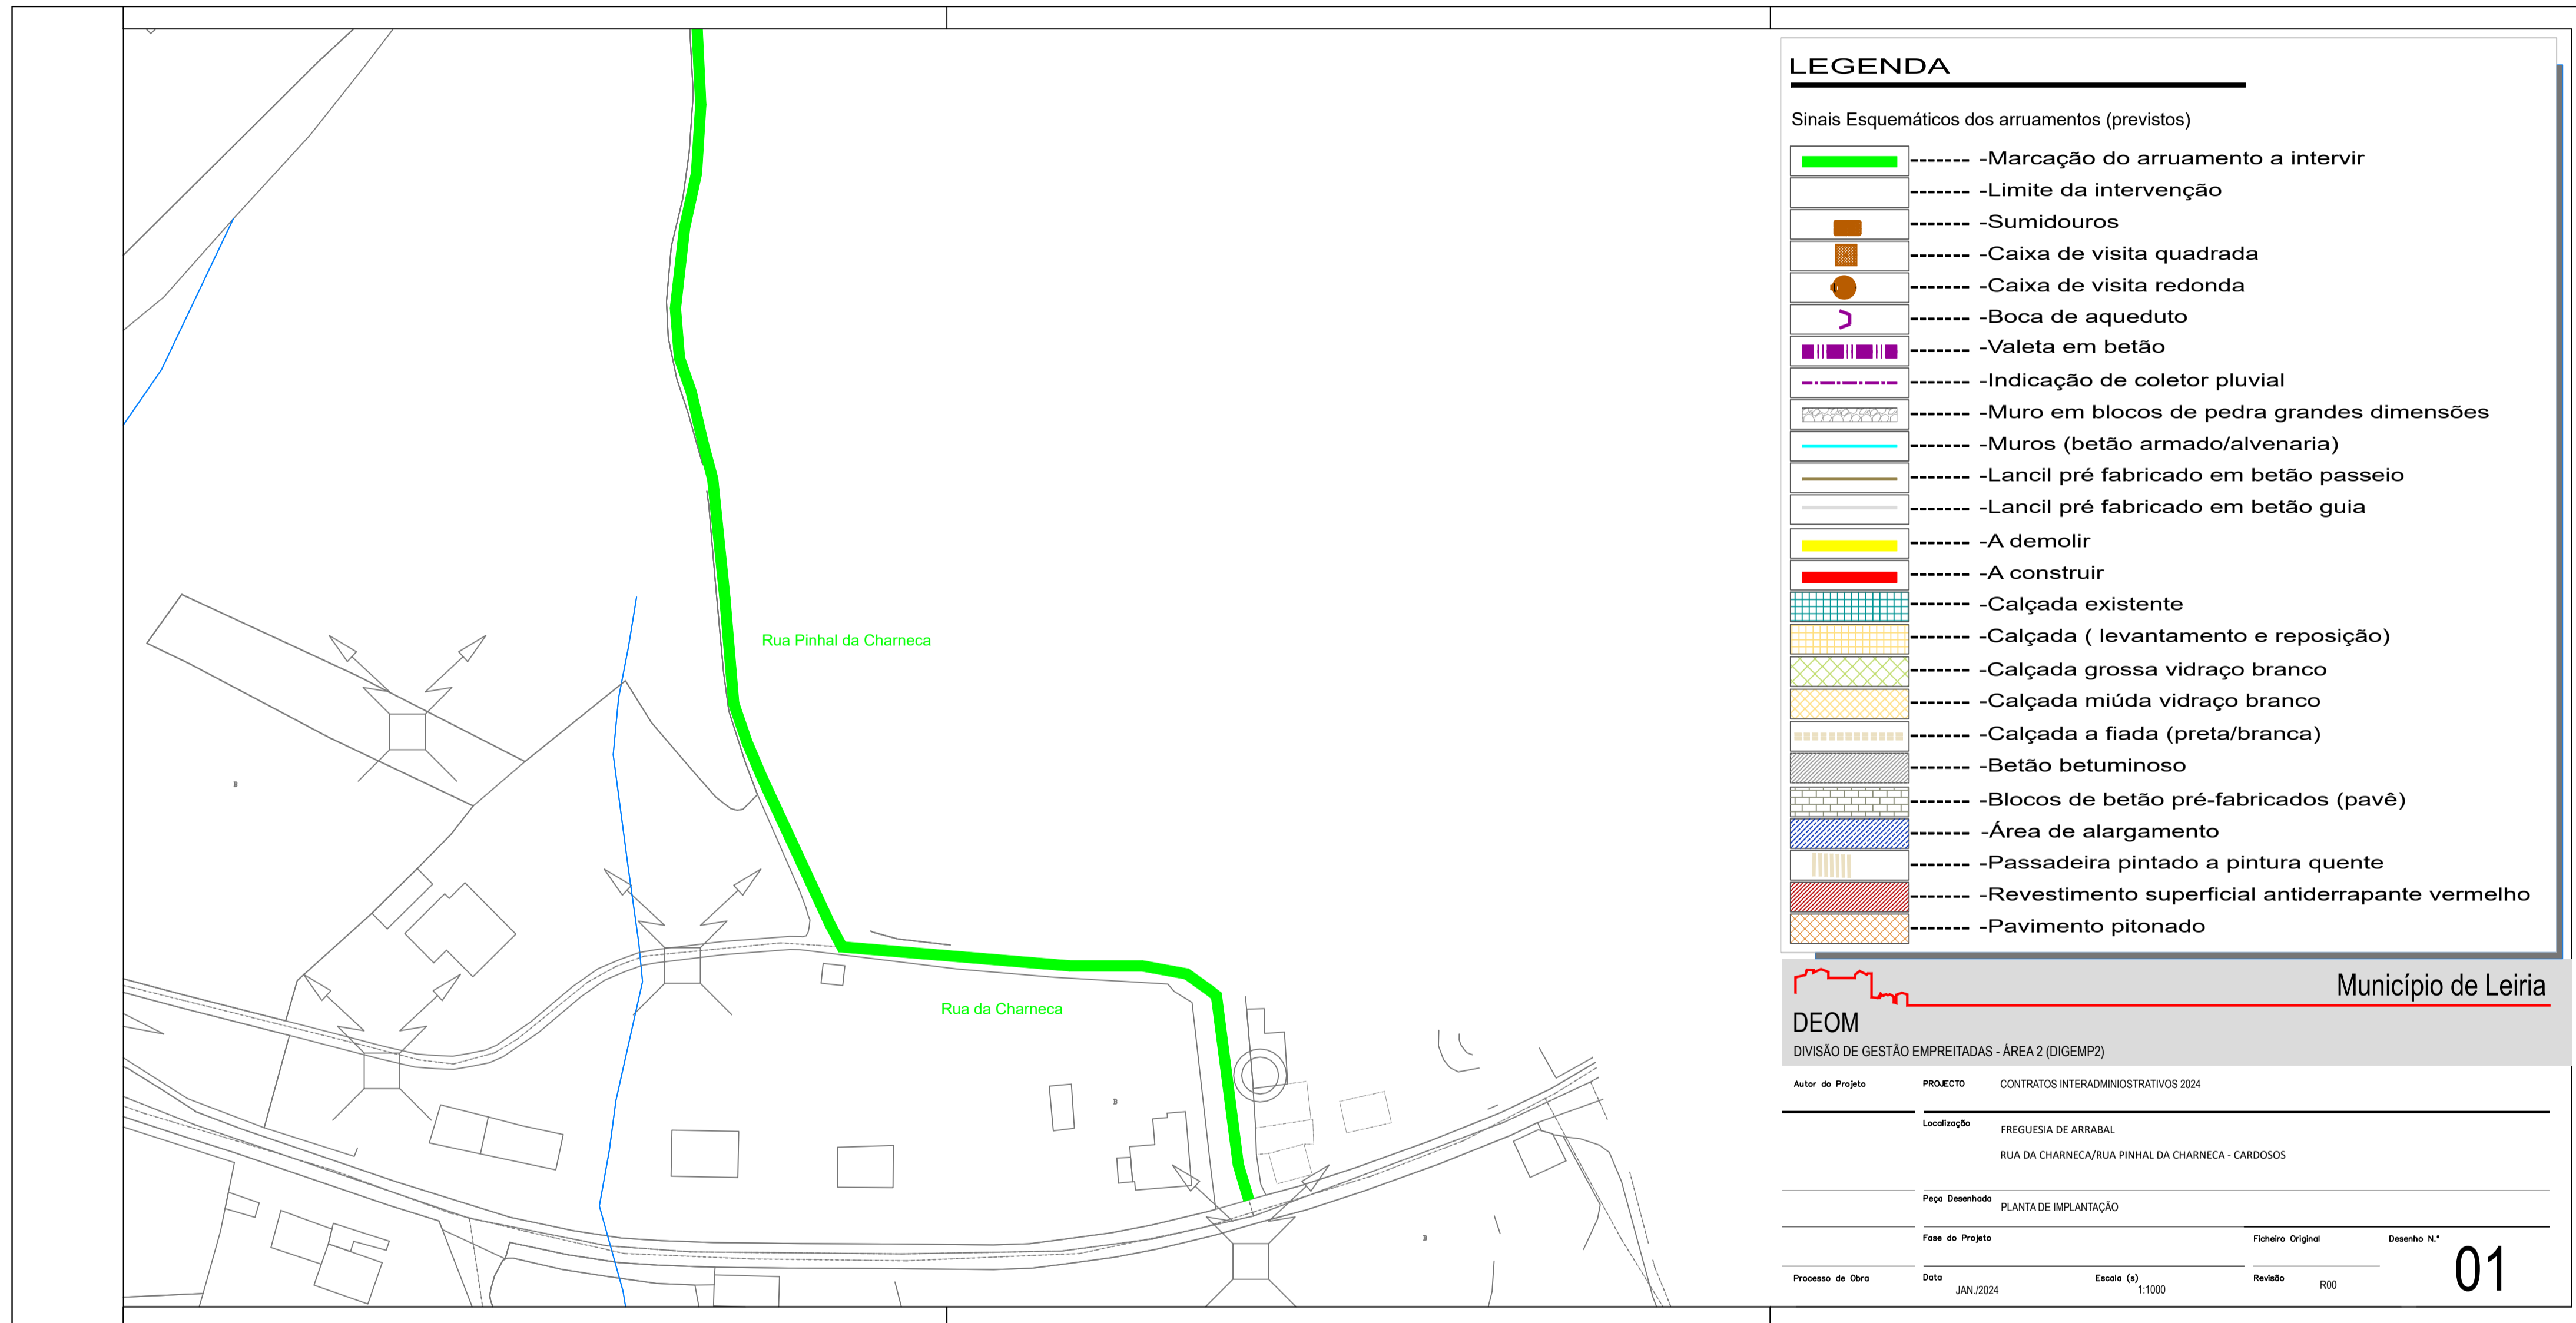 Rua Pinhal da Charneca
Rua da Charneca
B
B
B
LEGENDA
Sinais Esquemáticos dos arruamentos (previstos)
-Marcação do arruamento a intervir
-Limite da intervenção
-Sumidouros
-Caixa de visita quadrada
-Caixa de visita redonda
-Boca de aqueduto
-Valeta em betão
-Indicação de coletor pluvial
-Muro em blocos de pedra grandes dimensões
-Muros (betão armado/alvenaria)
-Lancil pré fabricado em betão passeio
-Lancil pré fabricado em betão guia
-A demolir
-A construir
-Calçada existente
-Calçada ( levantamento e reposição)
-Calçada grossa vidraço branco
-Calçada miúda vidraço branco
-Calçada a fiada (preta/branca)
-Betão betuminoso
-Blocos de betão pré-fabricados (pavê)
-Área de alargamento
-Passadeira pintado a pintura quente
-Revestimento superficial antiderrapante vermelho
-Pavimento pitonado
Município de Leiria
DEOM
DIVISÃO DE GESTÃO EMPREITADAS - ÁREA 2 (DIGEMP2)
Autor do Projeto
PROJECTO CONTRATOS INTERADMINIOSTRATIVOS 2024
Localização
FREGUESIA DE ARRABAL
RUA DA CHARNECA/RUA PINHAL DA CHARNECA - CARDOSOS
Peça Desenhada
PLANTA DE IMPLANTAÇÃO
Fase do Projeto
Ficheiro Original
Desenho N.º
01
Processo de Obra
Data
JAN./2024
Escala (s)
1:1000
Revisão
R00